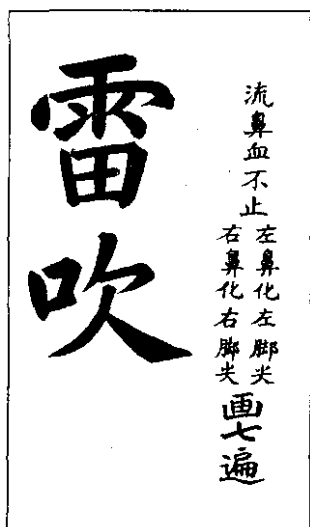 流鼻血不止
左鼻化左脚尖
右鼻化右脚尖
画七遍
雷吹